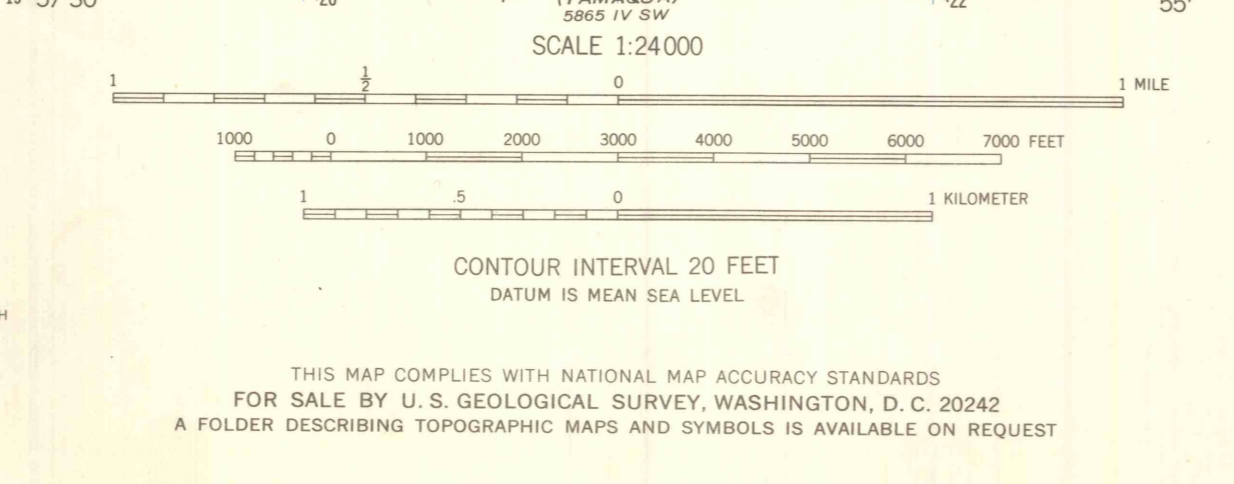 57'30"
5865 IV SW
55'
SCALE 1:24000
1 ½ 0 1 MILE
1000 0 1000 2000 3000 4000 5000 6000 7000 FEET
1 .5 0 1 KILOMETER
CONTOUR INTERVAL 20 FEET
DATUM IS MEAN SEA LEVEL
THIS MAP COMPLIES WITH NATIONAL MAP ACCURACY STANDARDS
FOR SALE BY U. S. GEOLOGICAL SURVEY, WASHINGTON, D. C. 20242
A FOLDER DESCRIBING TOPOGRAPHIC MAPS AND SYMBOLS IS AVAILABLE ON REQUEST